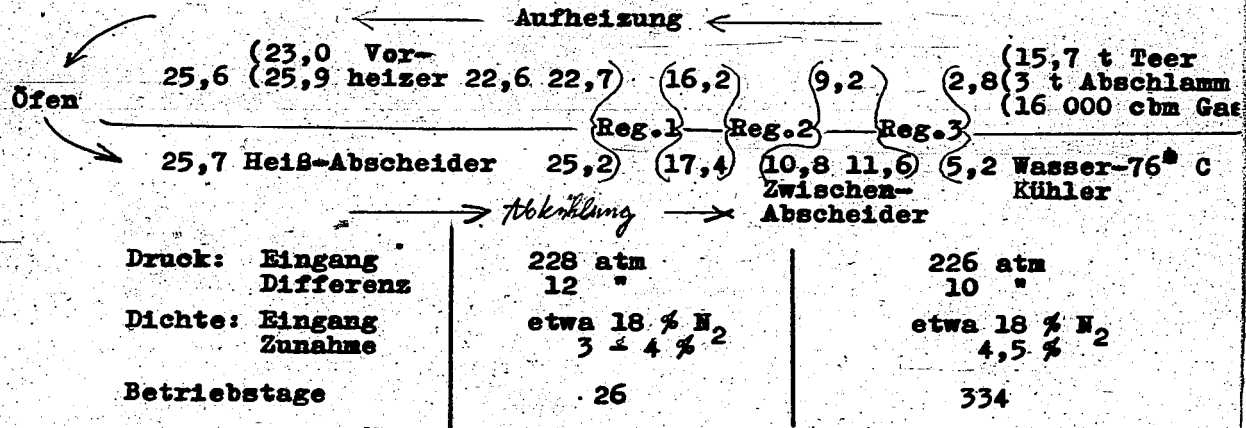 Aufheizung
(23,0 Vor- (15,7 t Teer
25,6 (25,9 heizer 22,6 22,7) (16,2) (9,2 2,8(3 t Abschlamm
Öfen (16 000 cbm Gas
Reg.1 — Reg.2 — Reg.3
25,7 Heiß-Abscheider 25,2) (17,4) (10,8 11,6) (5,2 Wasser-76° C
Zwischen- Kühler
Abkühlung Abscheider
Druck: Eingang 228 atm 226 atm
Differenz 12 " 10 "
Dichte: Eingang etwa 18 % N2 etwa 18 % N2
Zunahme 3 - 4 % 4,5 %
Betriebstage 26 334